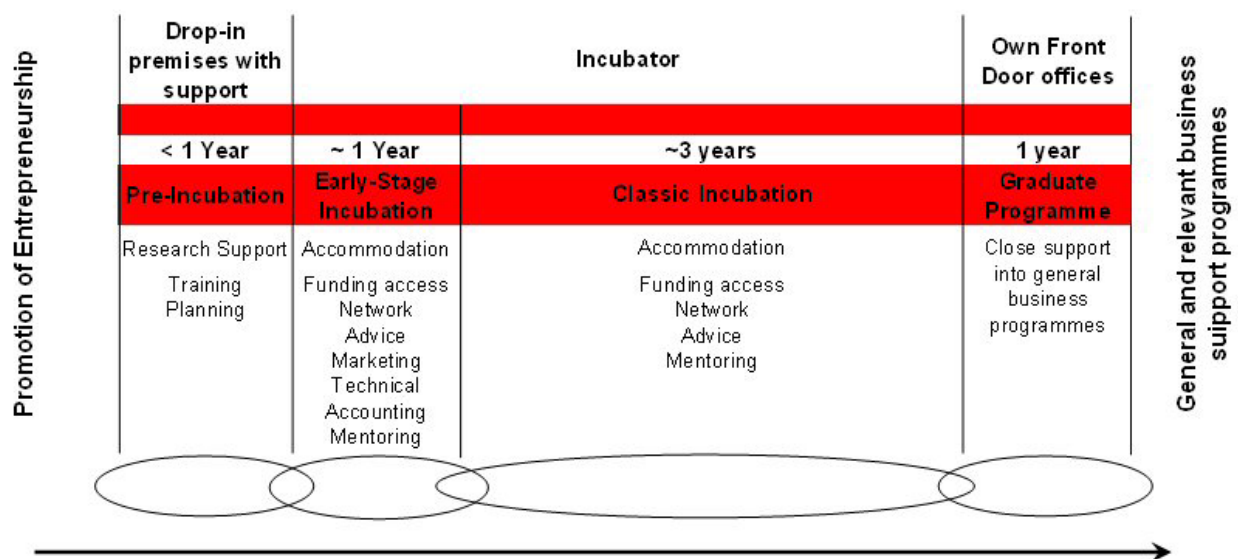 Promotion of Entrepreneurship
Drop-in
premises with
support
Incubator
Own Front
Door offices
< 1 Year
~ 1 Year
~3 years
1 year
Pre-Incubation
Early-Stage
Incubation
Classic Incubation
Graduate
Programme
Research Support
Training
Planning
Accommodation
Funding access
Network
Advice
Marketing
Technical
Accounting
Mentoring
Accommodation
Funding access
Network
Advice
Mentoring
Close support
into general
business
programmes
General and relevant business
suipport programmes